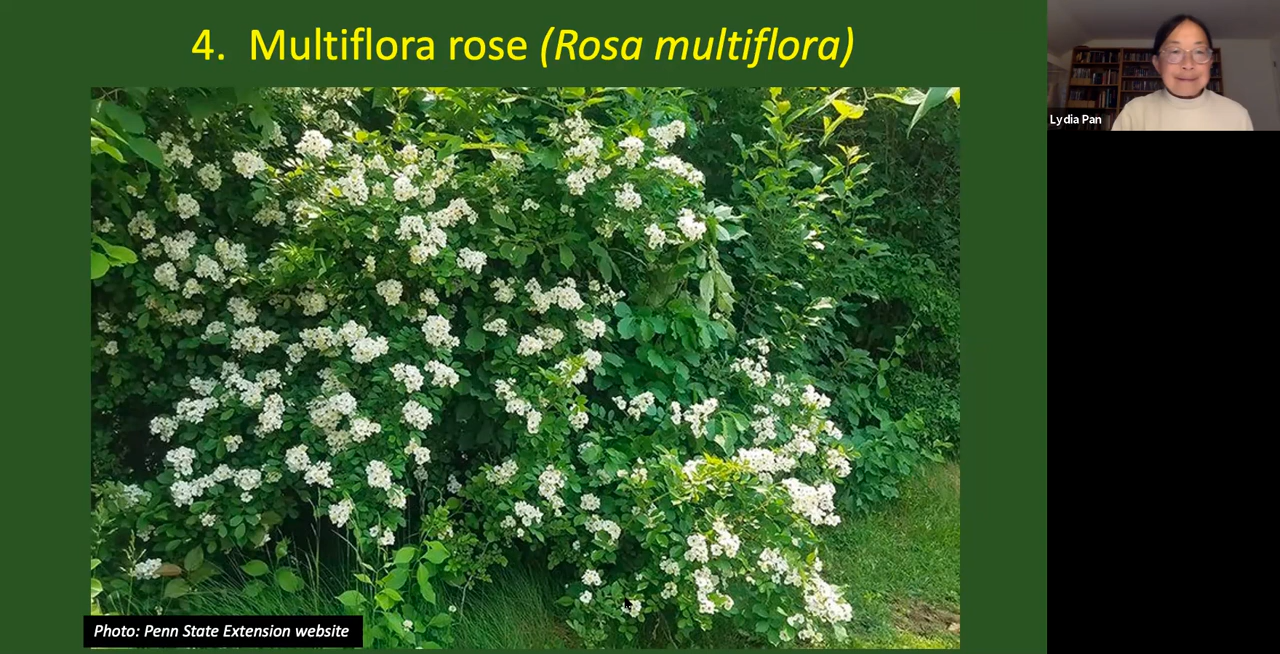 4. Multiflora rose (Rosa multiflora)
Lydia Pan
Photo: Penn State Extension website